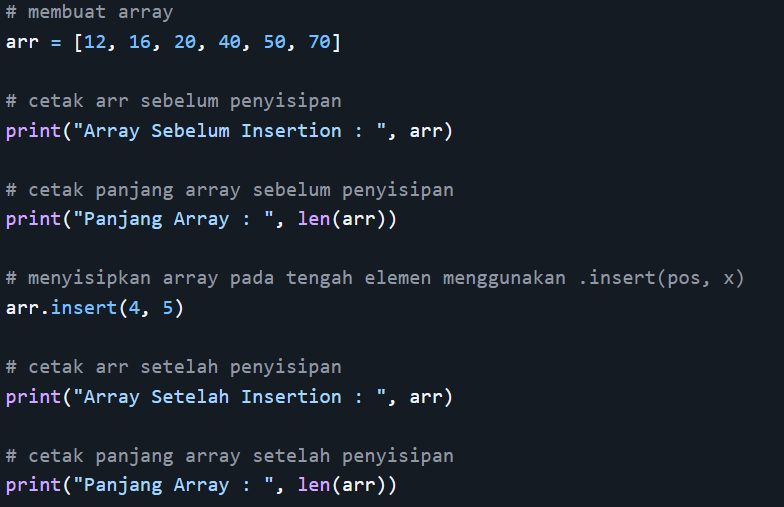 # membuat array
arr = [12, 16, 20, 40, 50, 70]
# cetak arr sebelum penyisipan
print("Array Sebelum Insertion : ", arr)
# cetak panjang array sebelum penyisipan
print("Panjang Array : ", len(arr))
# menyisipkan array pada tengah elemen menggunakan .insert(pos, x)
arr.insert(4, 5)
# cetak arr setelah penyisipan
print("Array Setelah Insertion : ", arr)
# cetak panjang array setelah penyisipan
print("Panjang Array : ", len(arr))